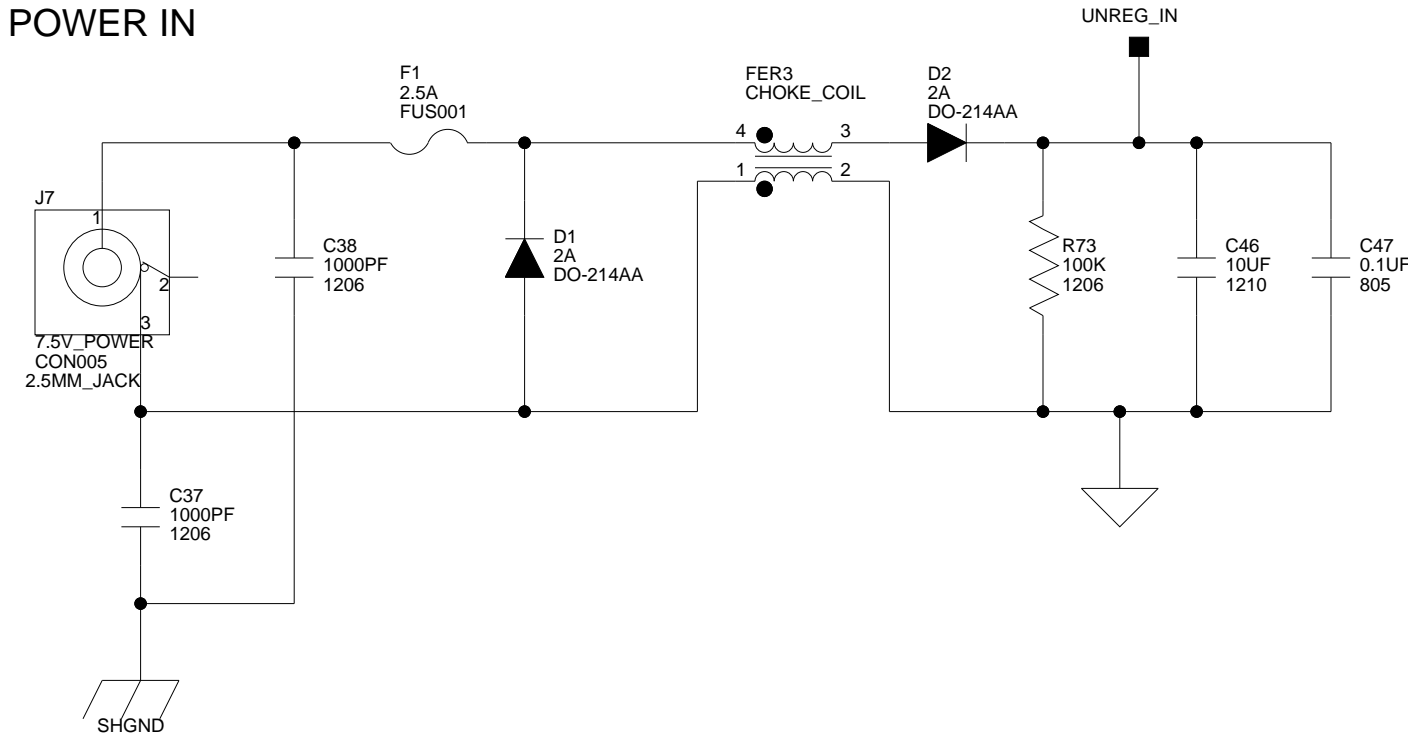 POWER IN
UNREG_IN
F1
2.5A
FUS001
FER3
CHOKE_COIL
D2
2A
DO-214AA
4
3
1
2
J7
1
2
3
7.5V_POWER
CON005
2.5MM_JACK
C38
1000PF
1206
D1
2A
DO-214AA
R73
100K
1206
C46
10UF
1210
C47
0.1UF
805
C37
1000PF
1206
SHGND